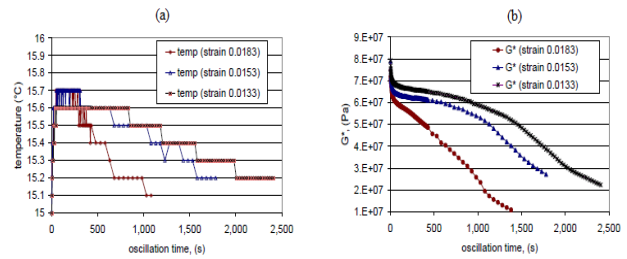 (a)
temperature (°C)
16
15.9
15.8
15.7
15.6
15.5
15.4
15.3
15.2
15.1
15
temp (strain 0.0183)
temp (strain 0.0153)
temp (strain 0.0133)
0
500
1,000
1,500
2,000
2,500
oscillation time, (s)
(b)
G*, (Pa)
9.E+07
8.E+07
7.E+07
6.E+07
5.E+07
4.E+07
3.E+07
2.E+07
1.E+07
G* (strain 0.0183)
G* (strain 0.0153)
G* (strain 0.0133)
0
500
1,000
1,500
2,000
2,500
oscillation time, (s)